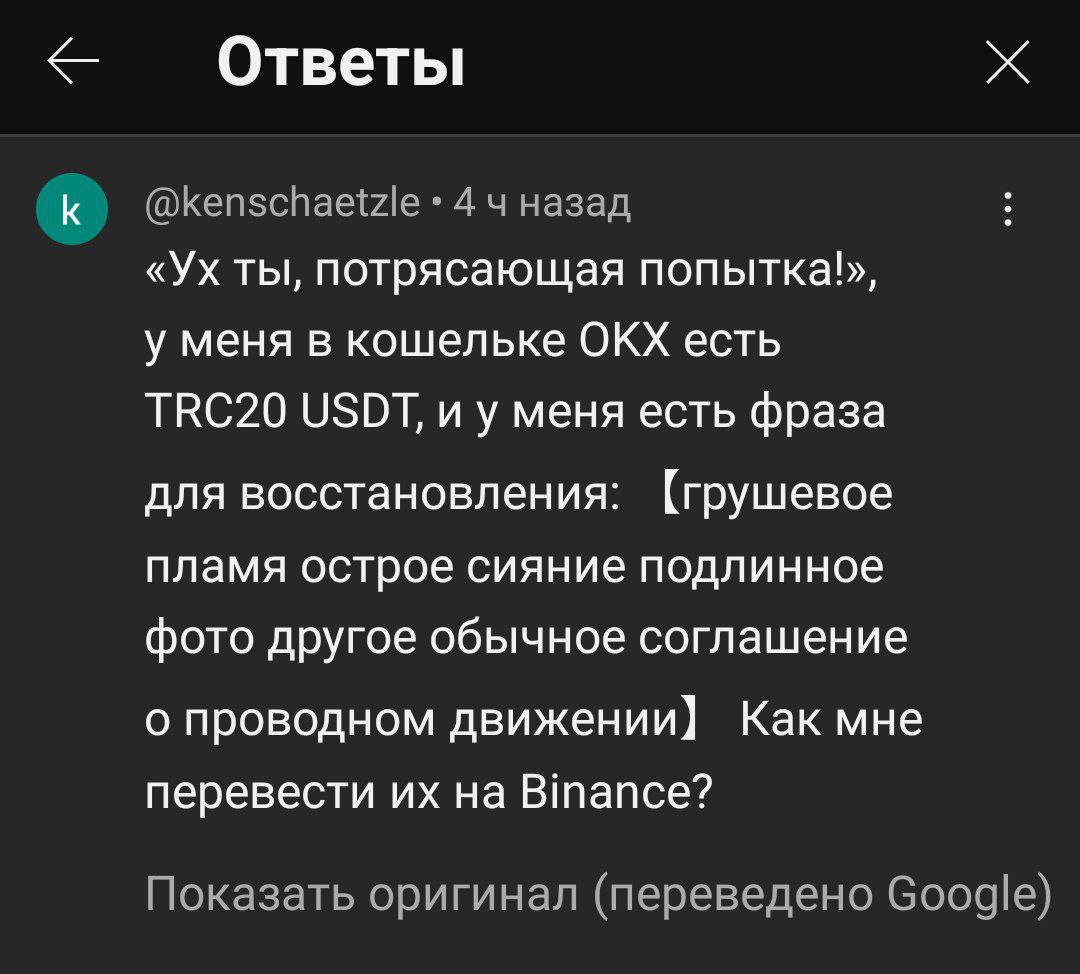 Ответы
k
@kenschaetzle • 4 ч назад
«Ух ты, потрясающая попытка!»,
у меня в кошельке OKX есть
TRC20 USDT, и у меня есть фраза
для восстановления: 【грушевое
пламя острое сияние подлинное
фото другое обычное соглашение
о проводном движении】 Как мне
перевести их на Binance?
Показать оригинал (переведено Google)